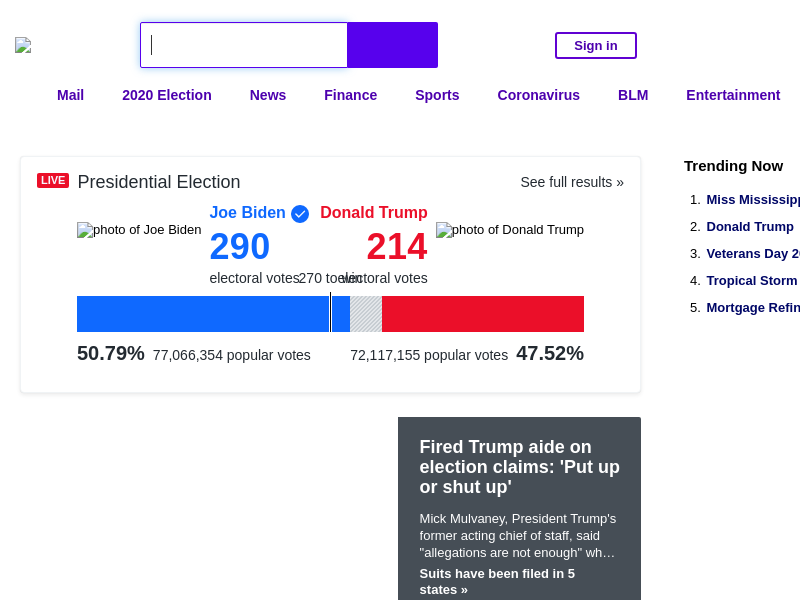 Sign in
Mail 2020 Election News Finance Sports Coronavirus BLM Entertainment
LIVE Presidential Election See full results »
photo of Joe Biden
Joe Biden
290
electoral votes
270 to win
Donald Trump
214
electoral votes
photo of Donald Trump
50.79% 77,066,354 popular votes 72,117,155 popular votes 47.52%
Trending Now
1. Miss Mississipp
2. Donald Trump
3. Veterans Day 20
4. Tropical Storm
5. Mortgage Refin
Fired Trump aide on
election claims: 'Put up
or shut up'
Mick Mulvaney, President Trump's
former acting chief of staff, said
"allegations are not enough" wh…
Suits have been filed in 5
states »